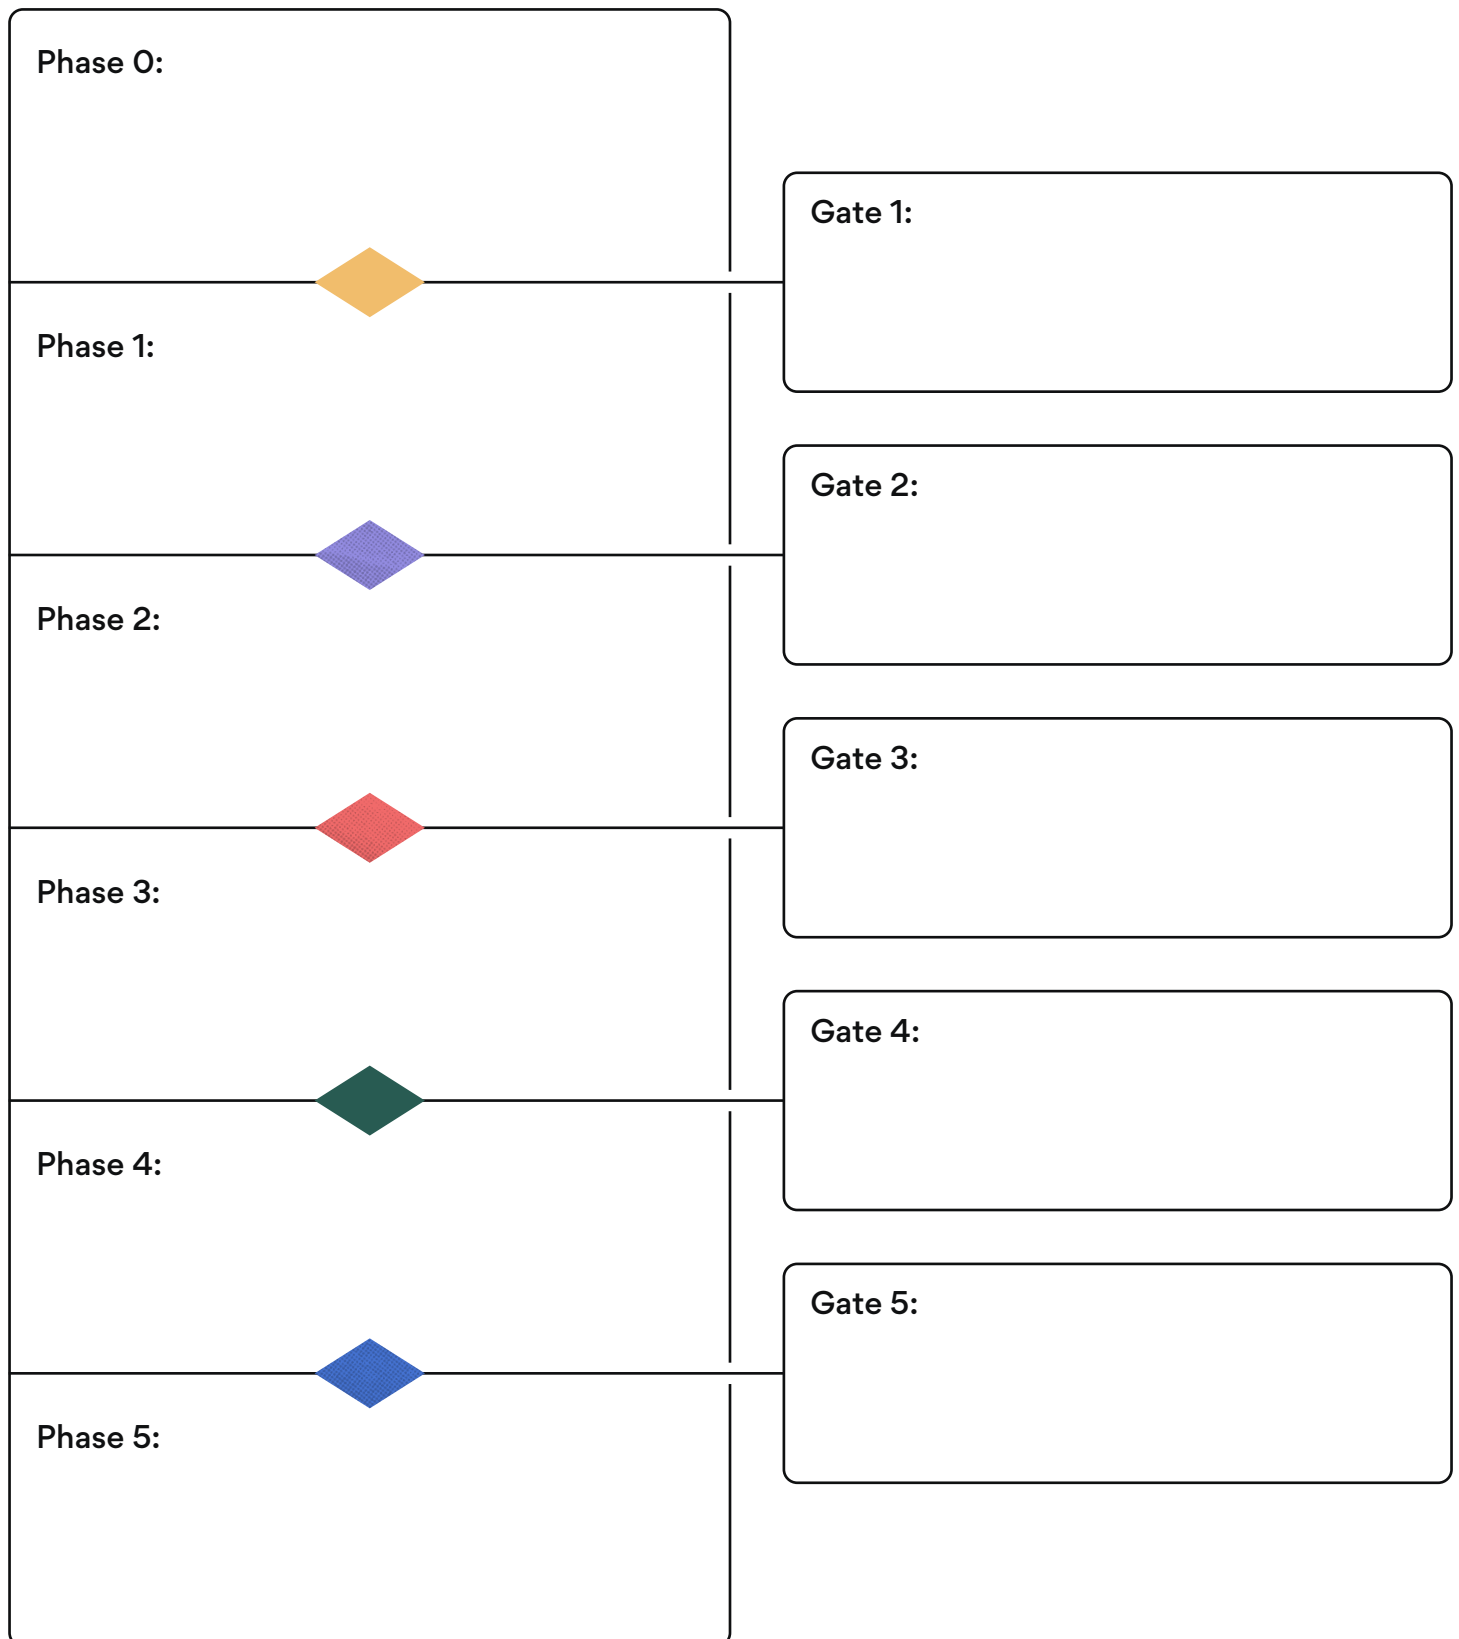 Phase 0:
Gate 1:
Phase 1:
Gate 2:
Phase 2:
Gate 3:
Phase 3:
Gate 4:
Phase 4:
Gate 5:
Phase 5: